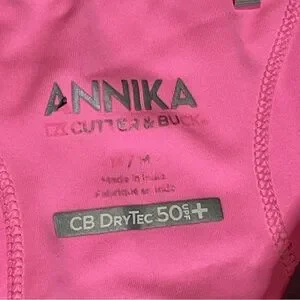 ANNIKA
CUTTER & BUCK
M / M
Made in India
CB DRYTEC 50 UPF +